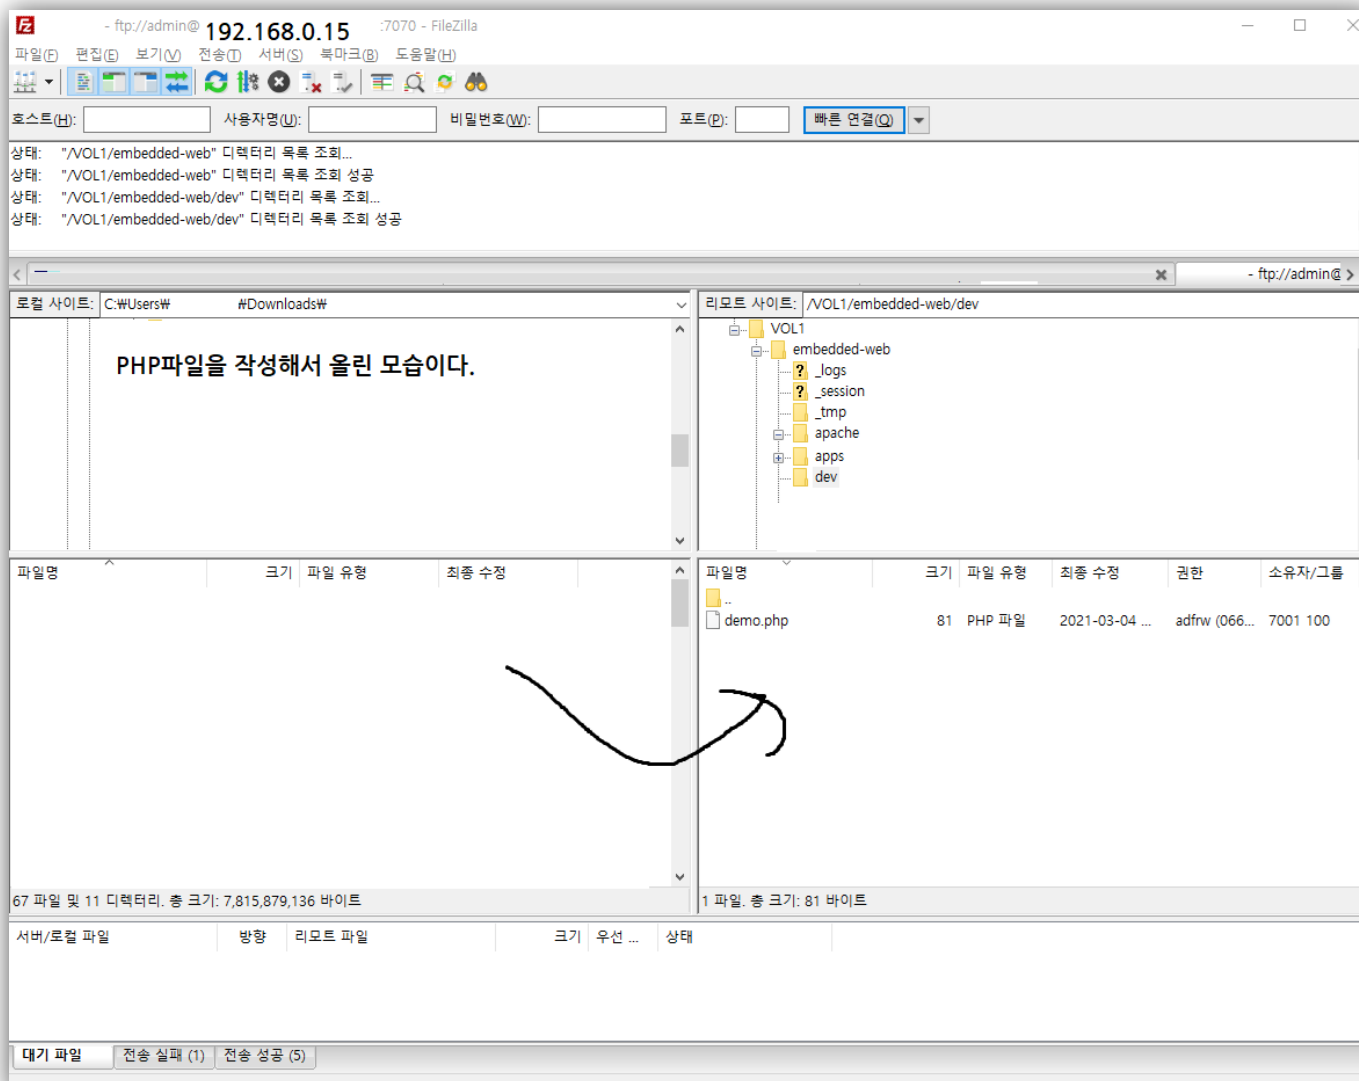 - ftp://admin@ 192.168.0.15 :7070 - FileZilla
파일(F) 편집(E) 보기(V) 전송(T) 서버(S) 북마크(B) 도움말(H)
호스트(H): 사용자명(U): 비밀번호(W): 포트(P): 빠른 연결(Q)
상태: "/VOL1/embedded-web" 디렉터리 목록 조회...
상태: "/VOL1/embedded-web" 디렉터리 목록 조회 성공
상태: "/VOL1/embedded-web/dev" 디렉터리 목록 조회...
상태: "/VOL1/embedded-web/dev" 디렉터리 목록 조회 성공
- ftp://admin@
로컬 사이트: C:₩Users₩ ₩Downloads₩
PHP파일을 작성해서 올린 모습이다.
리모트 사이트: /VOL1/embedded-web/dev
VOL1
embedded-web
? _logs
? _session
_tmp
apache
apps
dev
파일명 크기 파일 유형 최종 수정
67 파일 및 11 디렉터리. 총 크기: 7,815,879,136 바이트
파일명 크기 파일 유형 최종 수정 권한 소유자/그룹
..
demo.php 81 PHP 파일 2021-03-04 ... adfrw (066... 7001 100
1 파일. 총 크기: 81 바이트
서버/로컬 파일 방향 리모트 파일 크기 우선 ... 상태
대기 파일 전송 실패 (1) 전송 성공 (5)